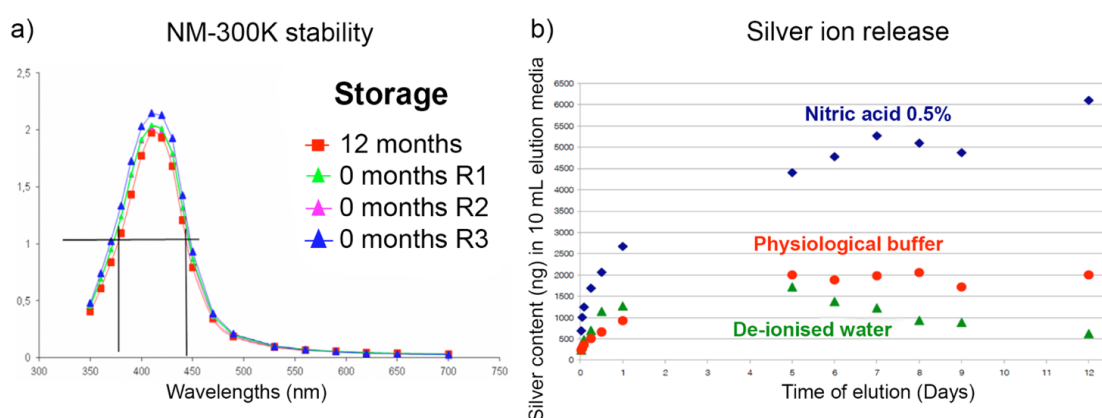 a)
NM-300K stability
2,5
2
1,5
1
0,5
0
300
350
400
450
500
550
600
650
700
750
Wavelengths (nm)
Storage
12 months
0 months R1
0 months R2
0 months R3
b)
Silver ion release
Silver content (ng) in 10 mL elution media
6500
6000
5500
5000
4500
4000
3500
3000
2500
2000
1500
1000
500
0
0
1
2
3
4
5
6
7
8
9
10
11
12
Time of elution (Days)
Nitric acid 0.5%
Physiological buffer
De-ionised water